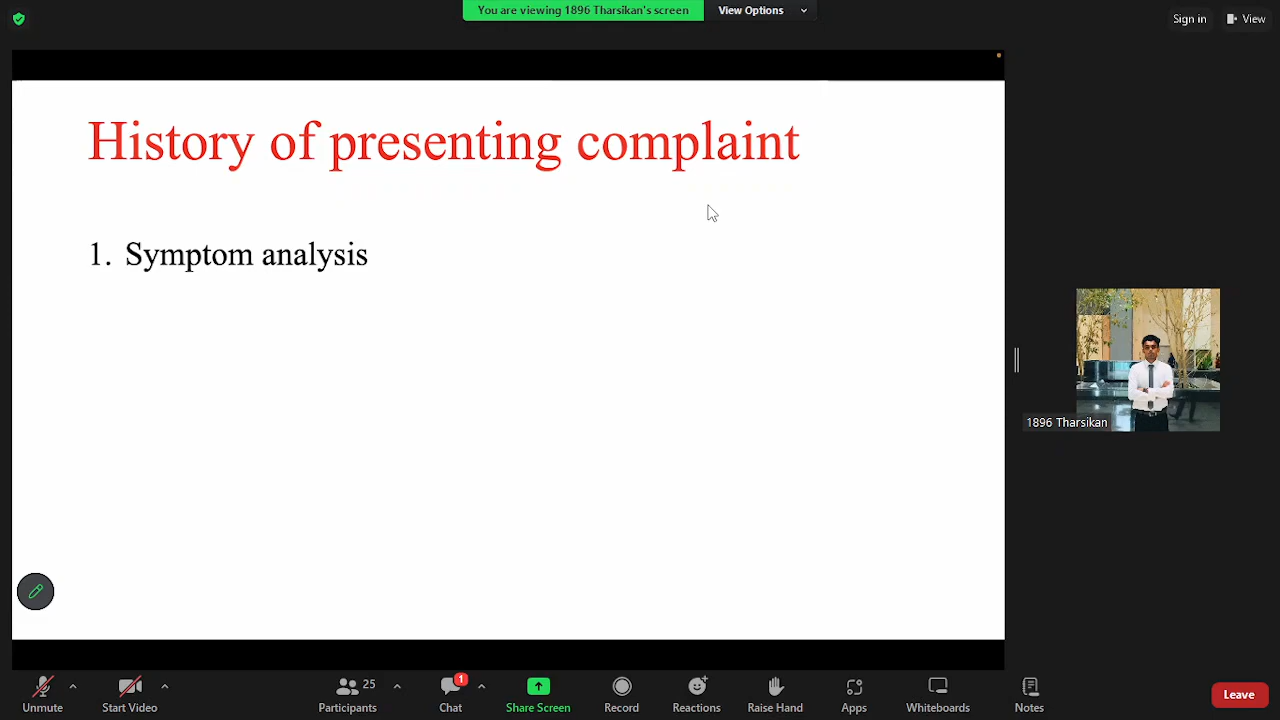 You are viewing 1896 Tharsikan's screen View Options
Sign in View
History of presenting complaint
1. Symptom analysis
1896 Tharsikan
25
1
Unmute Start Video Participants Chat Share Screen Record Reactions Raise Hand Apps Whiteboards Notes Leave